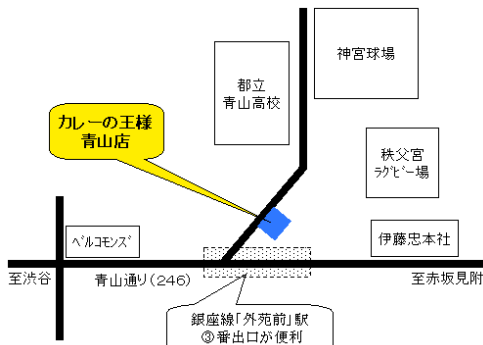 神宮球場
都立
青山高校
カレーの王様
青山店
秩父宮
ラグビー場
ベルコモンズ
伊藤忠本社
至渋谷
青山通り(246)
至赤坂見附
銀座線「外苑前」駅
③番出口が便利